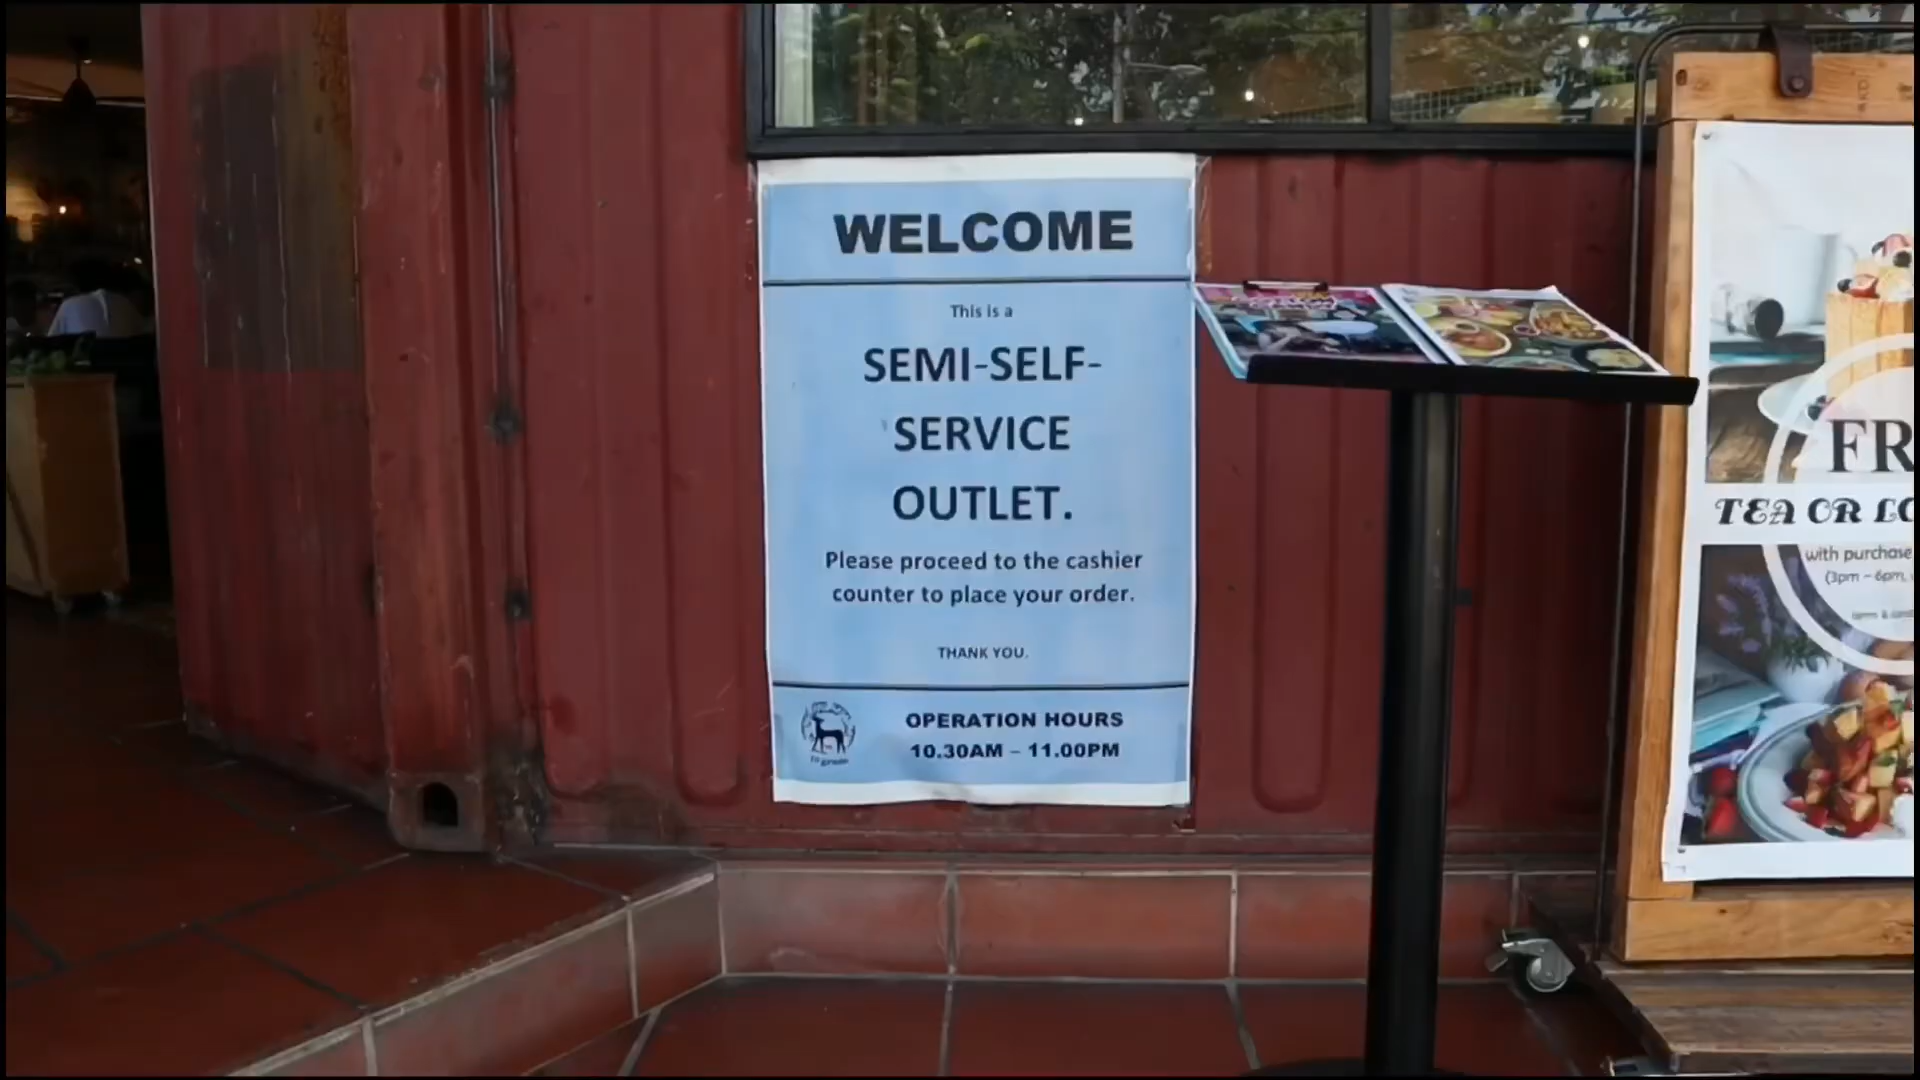 WELCOME
This is a
SEMI-SELF-
SERVICE
OUTLET.
Please proceed to the cashier
counter to place your order.
THANK YOU.
OPERATION HOURS
10.30AM – 11.00PM
FR
TEA OR LO
with purchase
(3pm – 6pm,